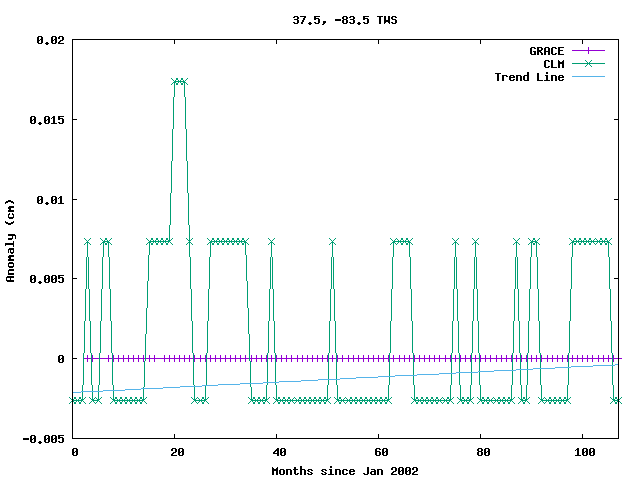 37.5, -83.5 TWS
0.02
GRACE
CLM
Trend Line
0.015
0.01
0.005
0
-0.005
Anomaly (cm)
0 20 40 60 80 100
Months since Jan 2002